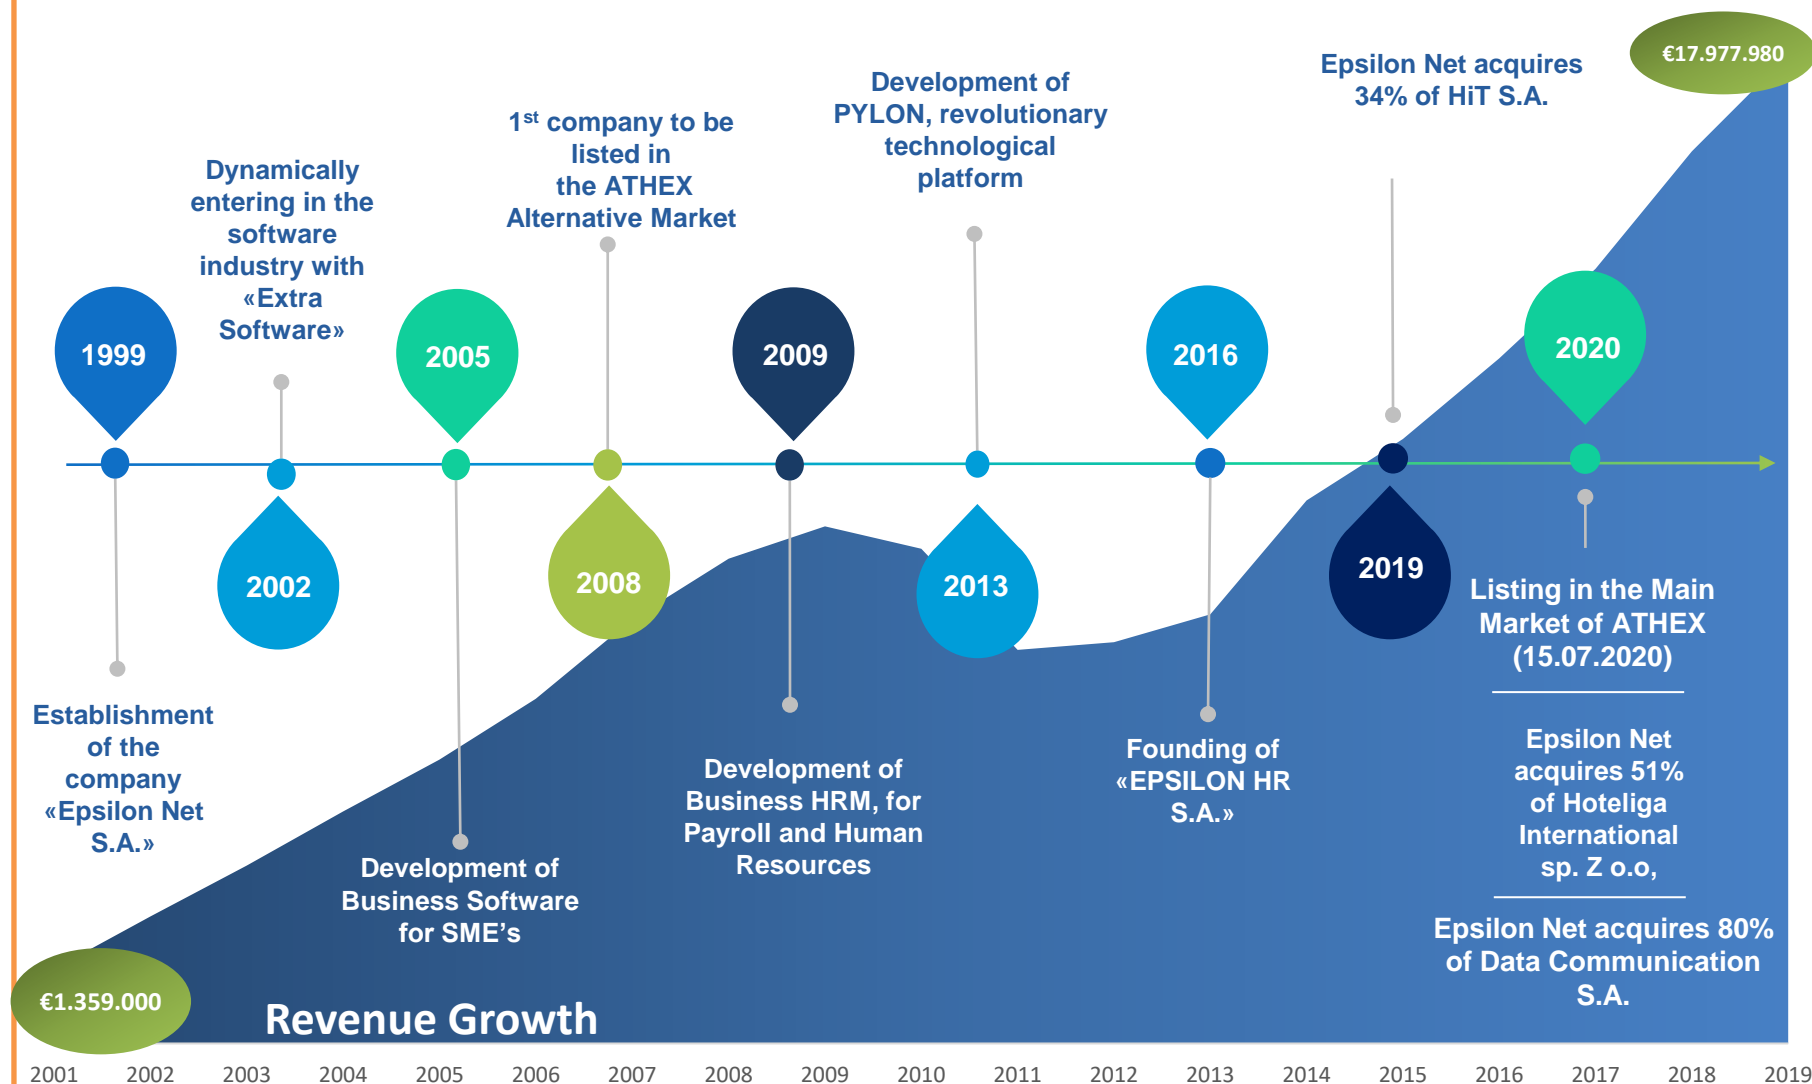 €17.977.980
Epsilon Net acquires
34% of HiT S.A.
Development of
PYLON, revolutionary
technological
platform
1st company to be
listed in
the ATHEX
Alternative Market
Dynamically
entering in the
software
industry with
«Extra
Software»
1999
2005
2009
2016
2020
2002
2008
2013
2019
Establishment
of the
company
«Epsilon Net
S.A.»
Development of
Business Software
for SME’s
Development of
Business HRM, for
Payroll and Human
Resources
Founding of
«EPSILON HR
S.A.»
Listing in the Main
Market of ATHEX
(15.07.2020)
Epsilon Net
acquires 51%
of Hoteliga
International
sp. Z o.o,
Epsilon Net acquires 80%
of Data Communication
S.A.
€1.359.000
Revenue Growth
2001 2002 2003 2004 2005 2006 2007 2008 2009 2010 2011 2012 2013 2014 2015 2016 2017 2018 2019